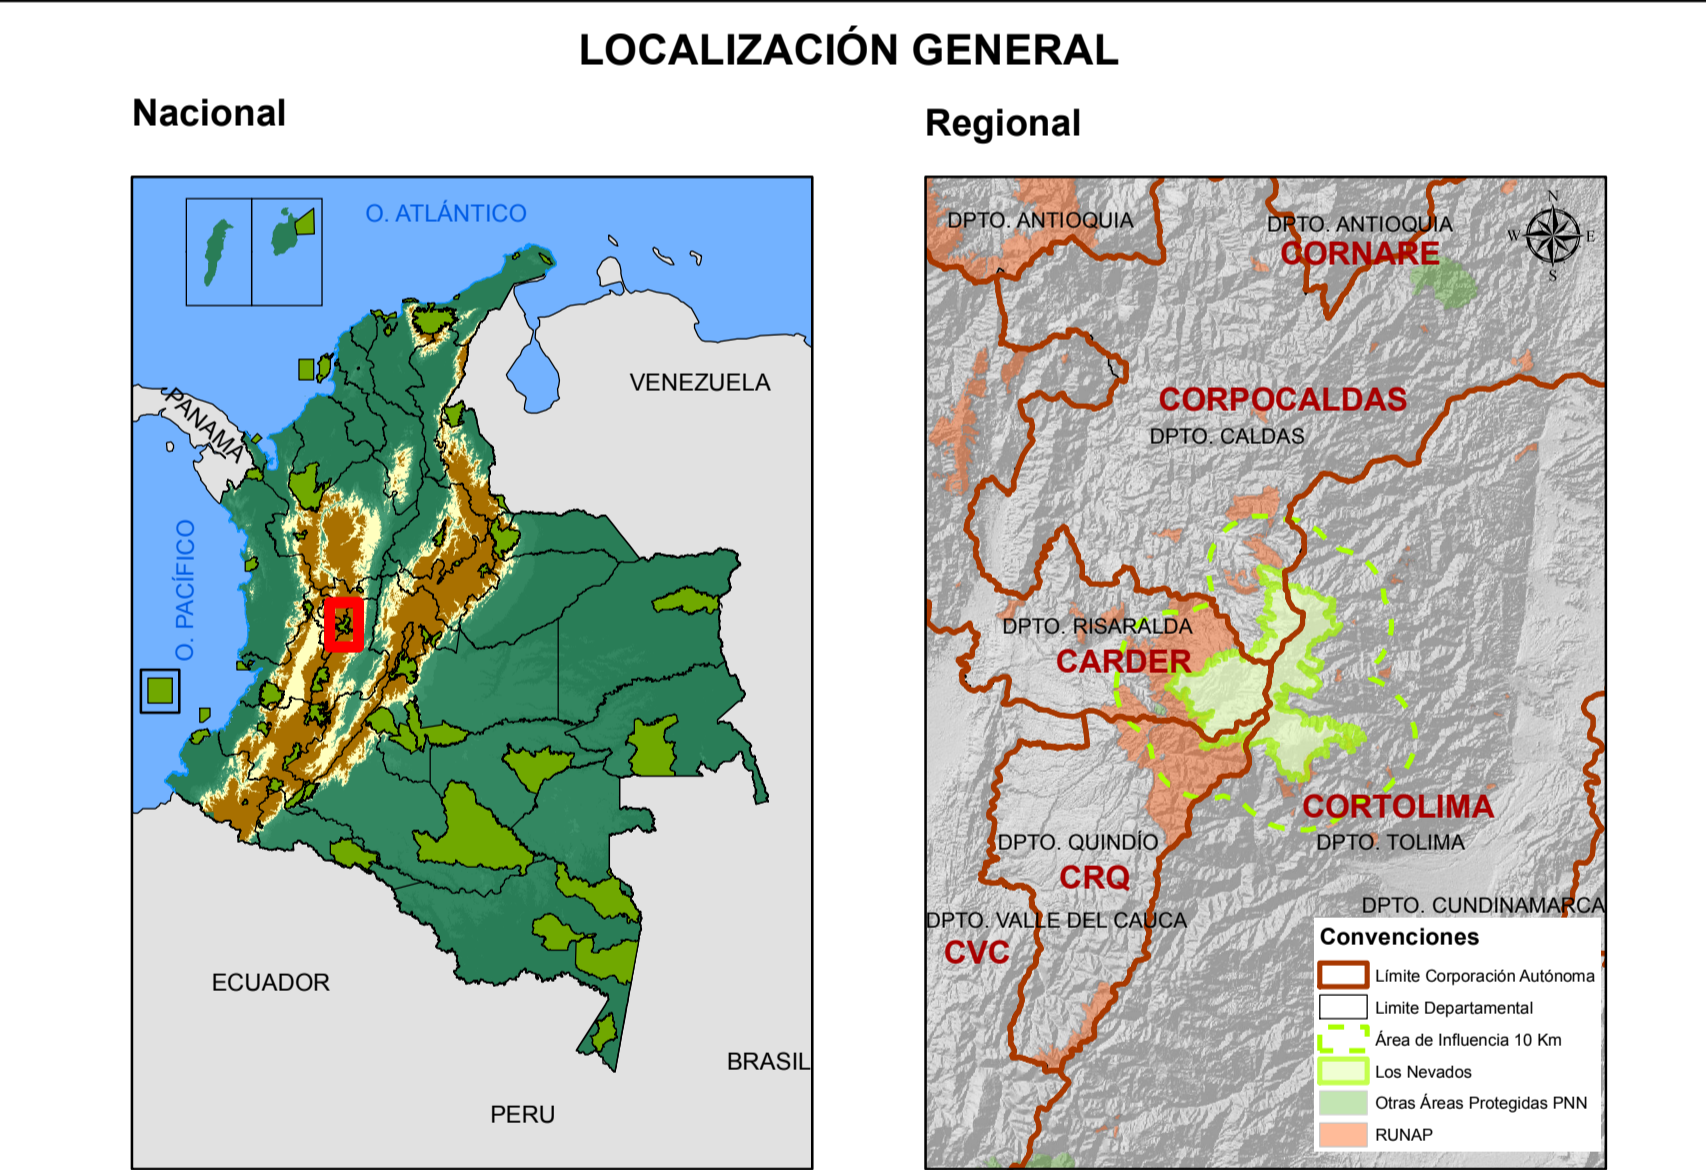 LOCALIZACIÓN GENERAL
Nacional
O. ATLÁNTICO
VENEZUELA
PANAMA
O. PACÍFICO
ECUADOR
BRASIL
PERU
Regional
DPTO. ANTIOQUIA
DPTO. ANTIOQUIA
CORNARE
N
W
E
S
CORPOCALDAS
DPTO. CALDAS
DPTO. RISARALDA
CARDER
CORTOLIMA
DPTO. TOLIMA
DPTO. QUINDÍO
CRQ
DPTO. CUNDINAMARCA
DPTO. VALLE DEL CAUCA
CVC
Convenciones
Límite Corporación Autónoma
Limite Departamental
Área de Influencia 10 Km
Los Nevados
Otras Áreas Protegidas PNN
RUNAP